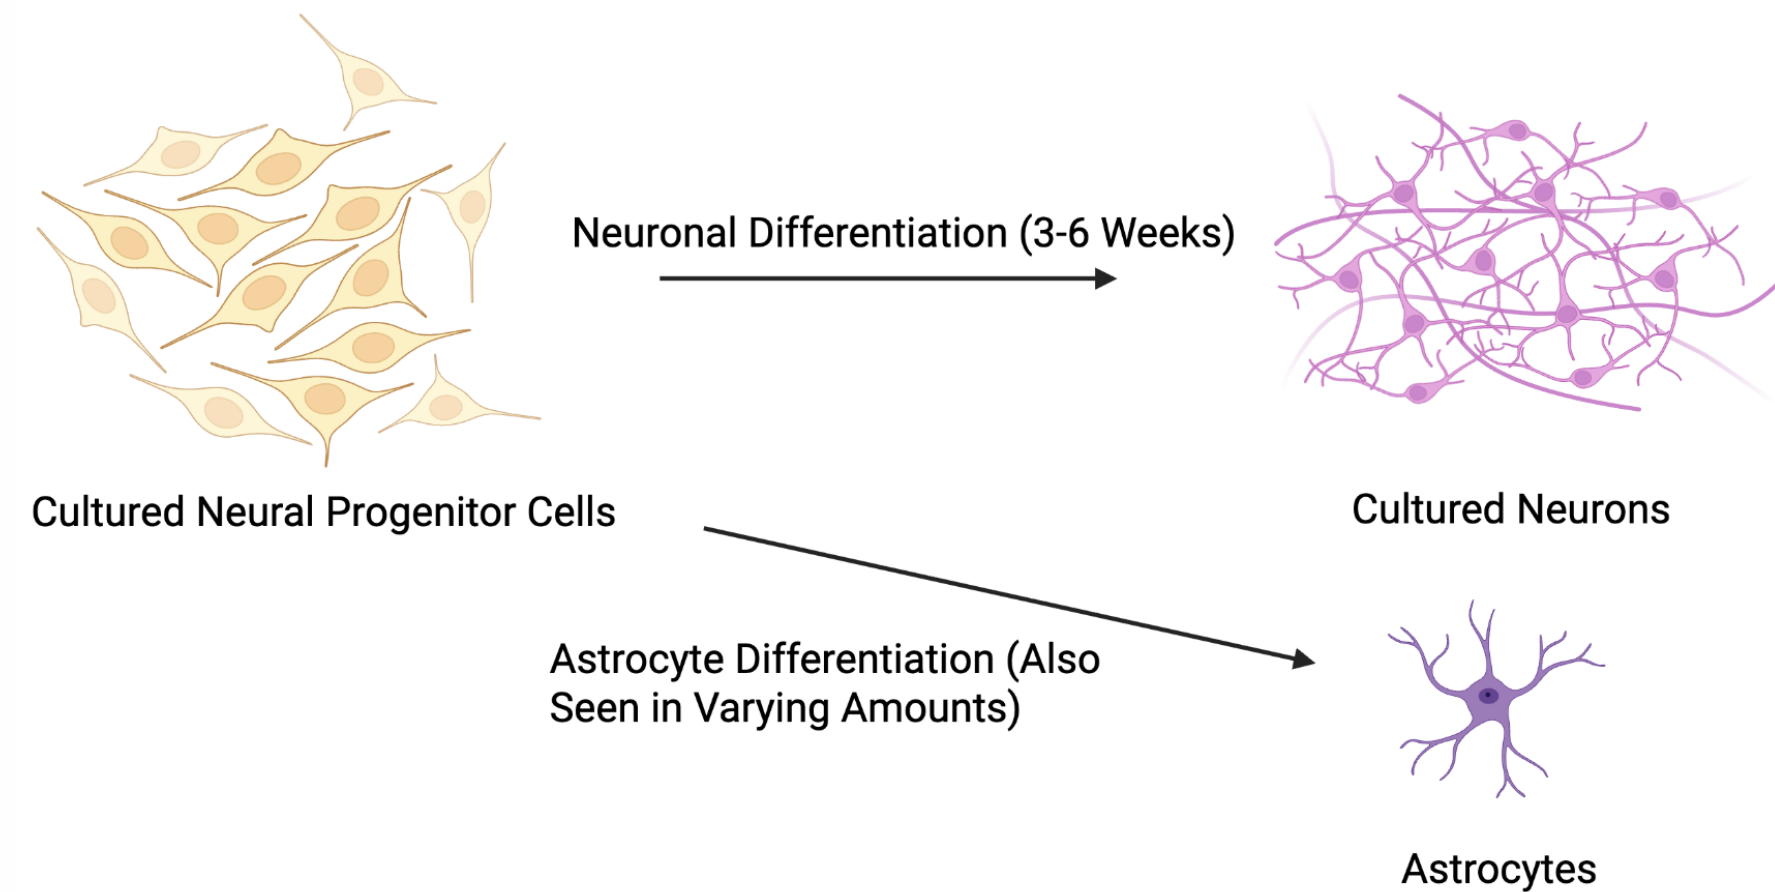 Neuronal Differentiation (3-6 Weeks)
Cultured Neural Progenitor Cells
Cultured Neurons
Astrocyte Differentiation (Also
Seen in Varying Amounts)
Astrocytes